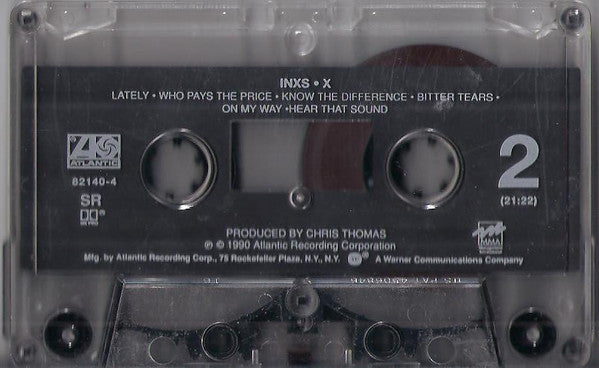 INXS • X
LATELY • WHO PAYS THE PRICE • KNOW THE DIFFERENCE • BITTER TEARS •
ON MY WAY •HEAR THAT SOUND
ATLANTIC
82140-4
SR
2
(21:22)
PRODUCED BY CHRIS THOMAS
℗ © 1990 Atlantic Recording Corporation
MMA
Mfg. by Atlantic Recording Corp., 75 Rockefeller Plaza, N.Y., N.Y. A Warner Communications Company